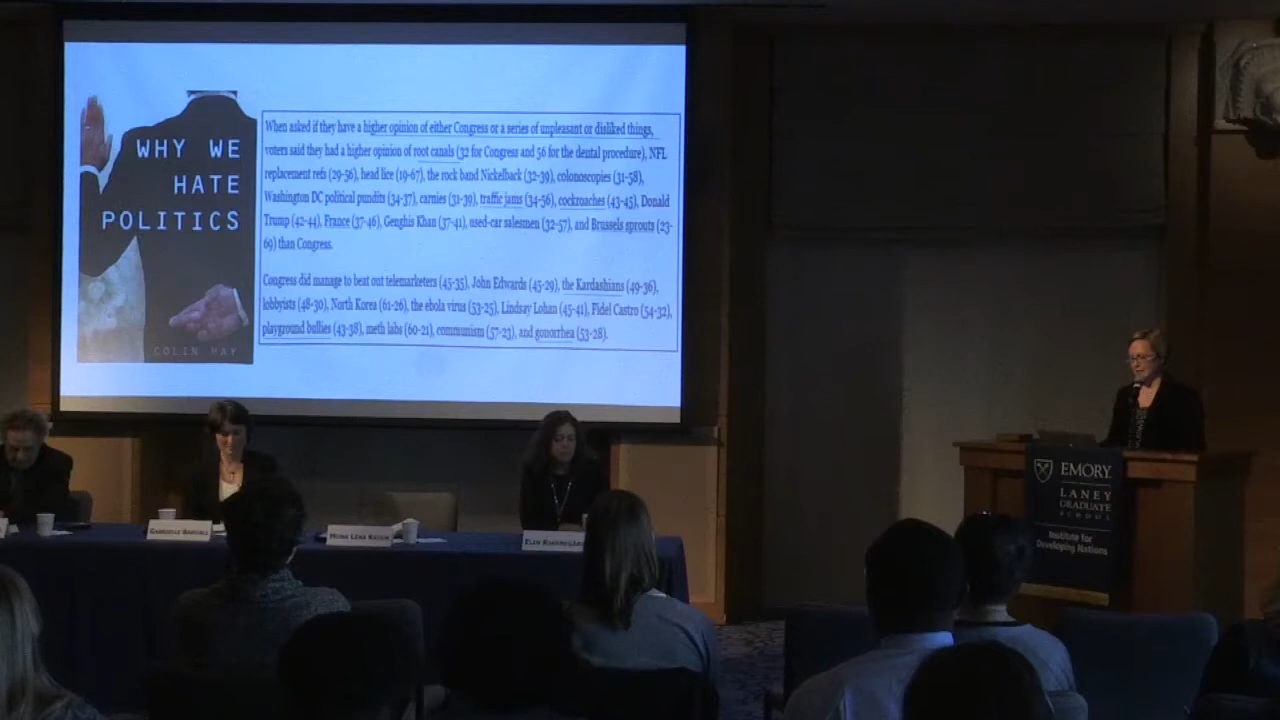 WHY WE
HATE
POLITICS
COLIN HAY
When asked if they have a higher opinion of either Congress or a series of unpleasant or disliked things,
voters said they had a higher opinion of root canals (32 for Congress and 56 for the dental procedure), NFL
replacement refs (29-56), head lice (19-67), the rock band Nickelback (32-39), colonoscopies (31-58),
Washington DC political pundits (34-37), carnies (31-39), traffic jams (34-56), cockroaches (43-45), Donald
Trump (42-44), France (37-46), Genghis Khan (37-41), used-car salesmen (32-57), and Brussels sprouts (23-
69) than Congress.
Congress did manage to beat out telemarketers (45-35), John Edwards (45-29), the Kardashians (49-36),
lobbyists (48-30), North Korea (61-26), the ebola virus (53-25), Lindsay Lohan (45-41), Fidel Castro (54-32),
playground bullies (43-38), meth labs (60-21), communism (57-23), and gonorrhea (53-28).
GABRIELLE BARDALL
MONA LENA KROOK
ELIN
EMORY
LANEY
GRADUATE
SCHOOL
Institute for
Developing Nations